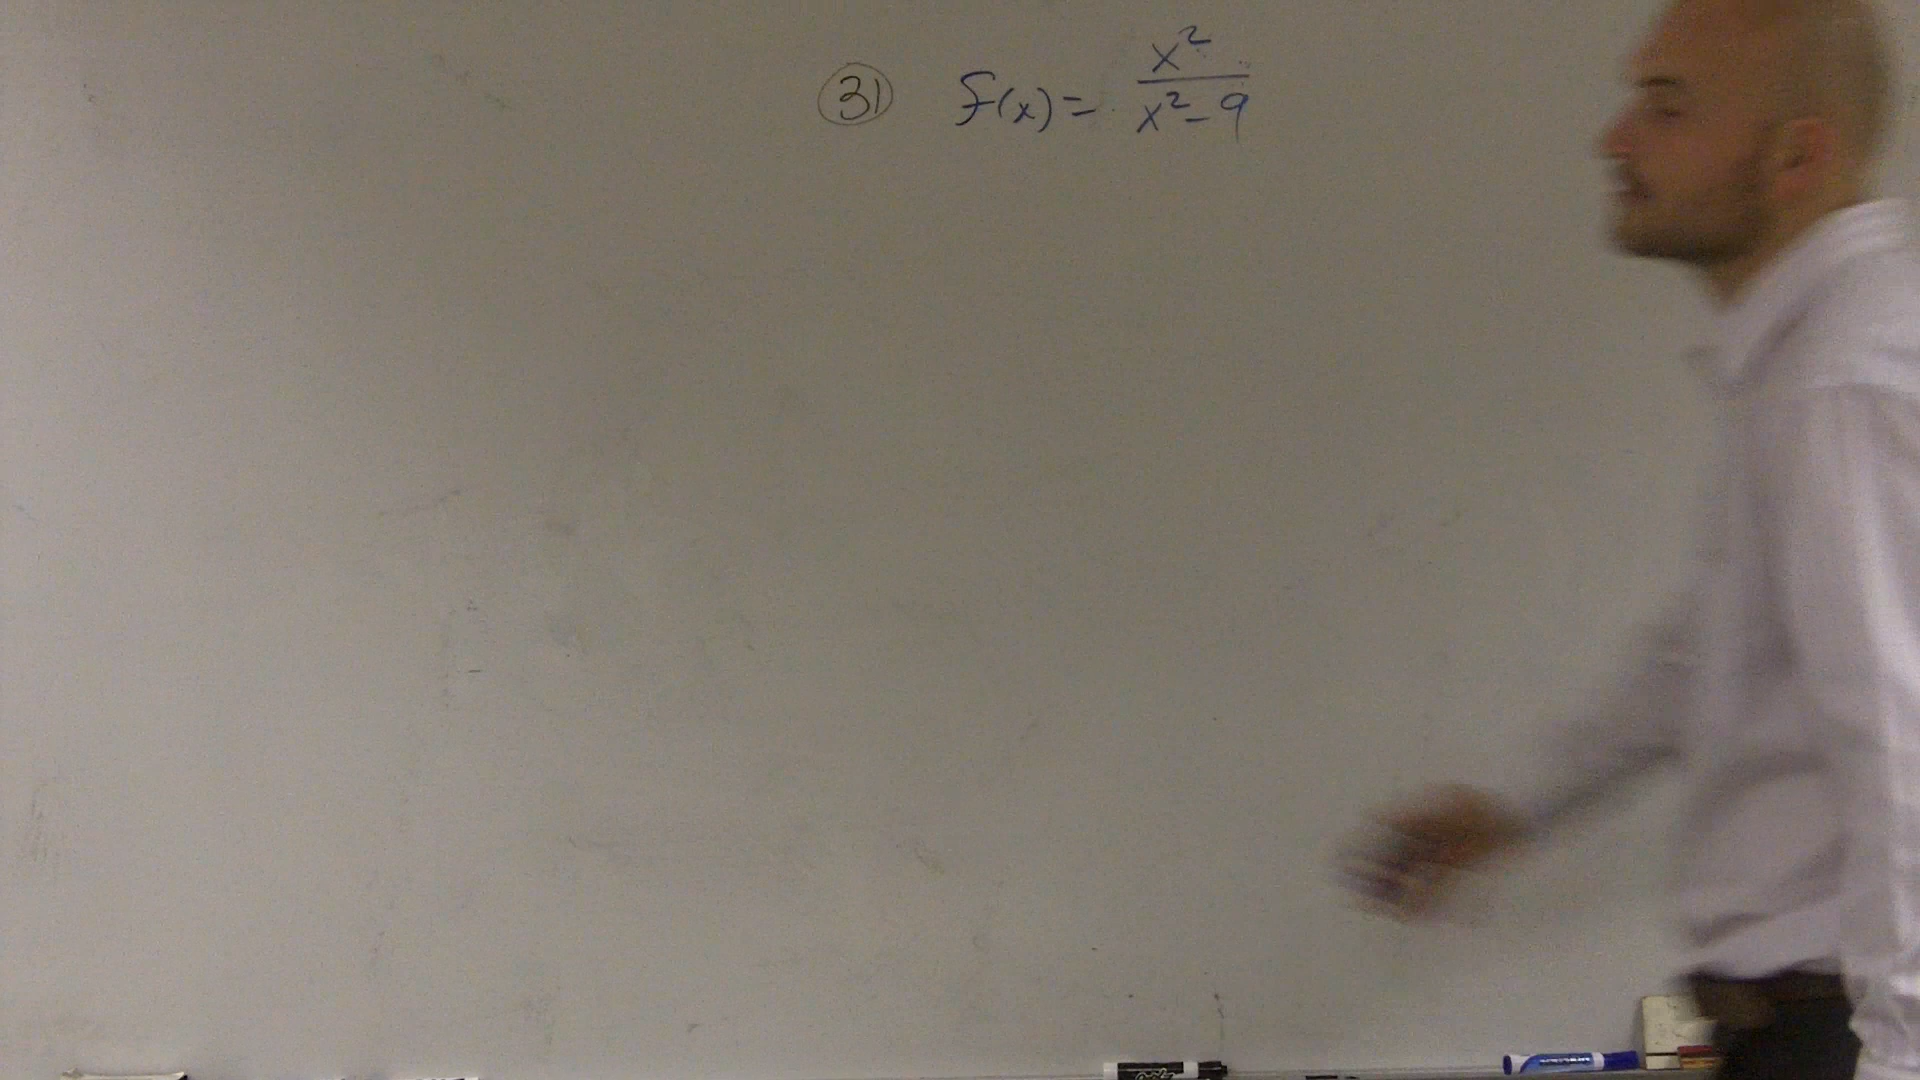 (31) f(x) = x²/(x² - 9)